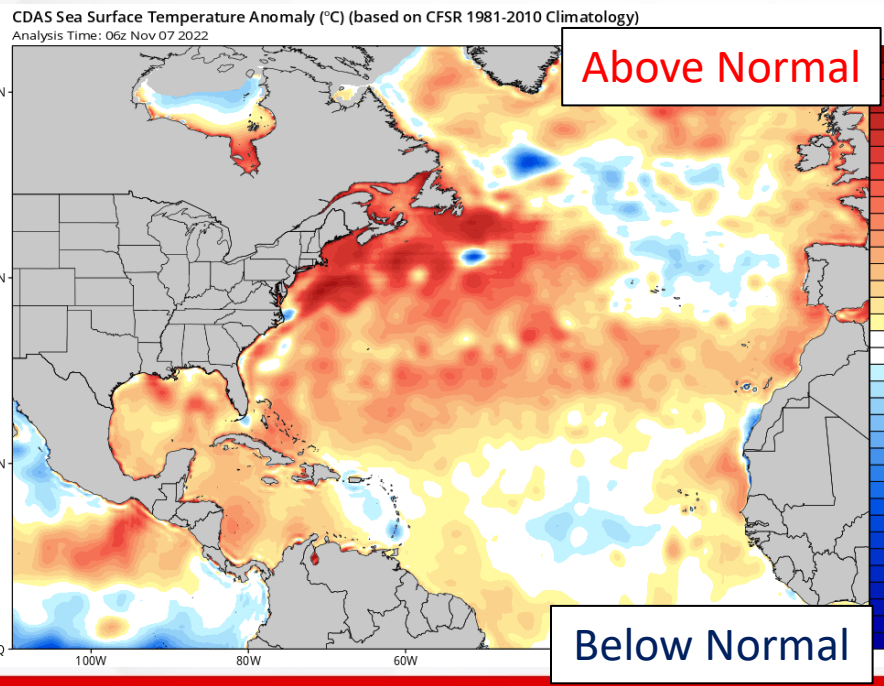 CDAS Sea Surface Temperature Anomaly (°C) (based on CFSR 1981-2010 Climatology)
Analysis Time: 06z Nov 07 2022
Above Normal
N
N
N
Below Normal
Q
100W 80W 60W